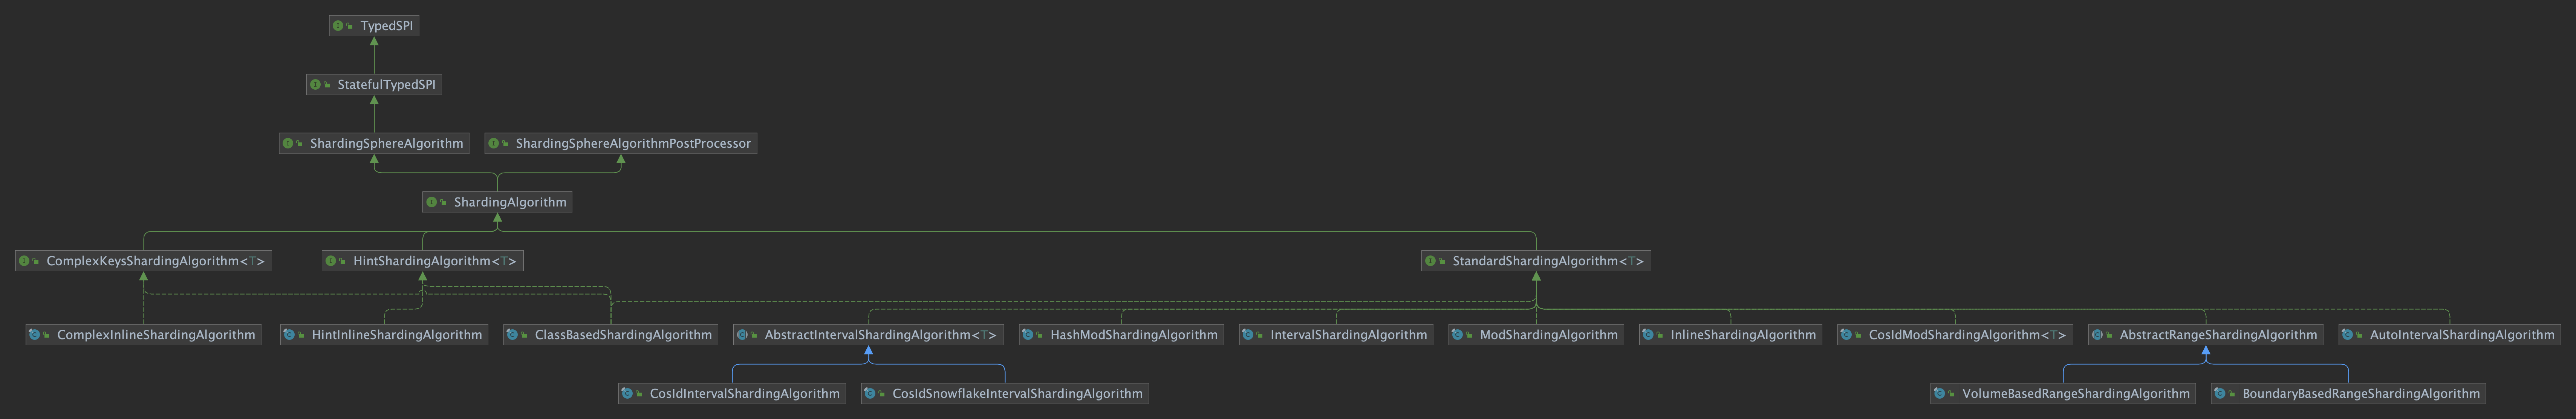 TypedSPI
StatefulTypedSPI
ShardingSphereAlgorithm
ShardingSphereAlgorithmPostProcessor
ShardingAlgorithm
ComplexKeysShardingAlgorithm<T>
HintShardingAlgorithm<T>
StandardShardingAlgorithm<T>
ComplexInlineShardingAlgorithm
HintInlineShardingAlgorithm
ClassBasedShardingAlgorithm
AbstractIntervalShardingAlgorithm<T>
HashModShardingAlgorithm
IntervalShardingAlgorithm
ModShardingAlgorithm
InlineShardingAlgorithm
CosIdModShardingAlgorithm<T>
AbstractRangeShardingAlgorithm
AutoIntervalShardingAlgorithm
CosIdIntervalShardingAlgorithm
CosIdSnowflakeIntervalShardingAlgorithm
VolumeBasedRangeShardingAlgorithm
BoundaryBasedRangeShardingAlgorithm